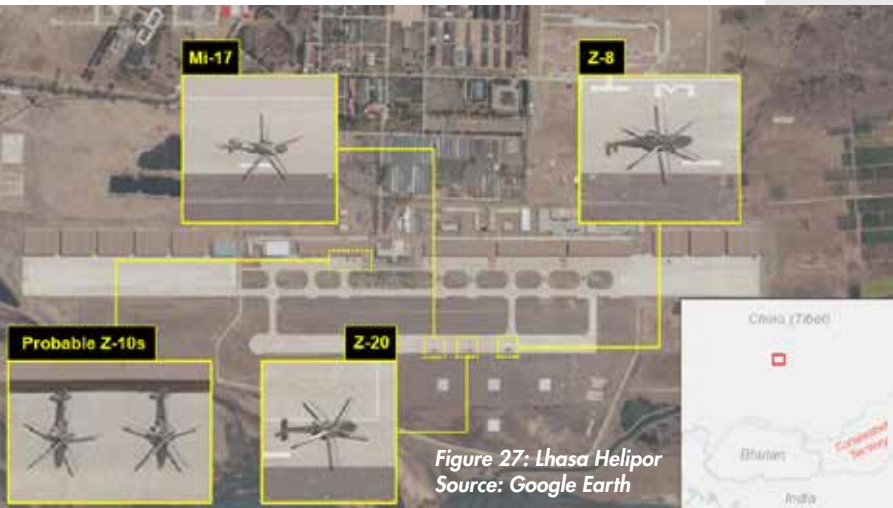 Mi-17
Z-8
Probable Z-10s
Z-20
Figure 27: Lhasa Helipor
Source: Google Earth
China (Tibet)
Bhutan
Contested
Territory
India